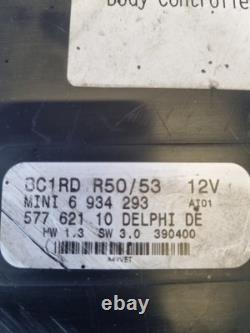 Body Controlle
BC1RD R50/53 12V
MINI 6 934 293 AI01
577 621 10 DELPHI DE
HW 1.3 SW 3.0 390400